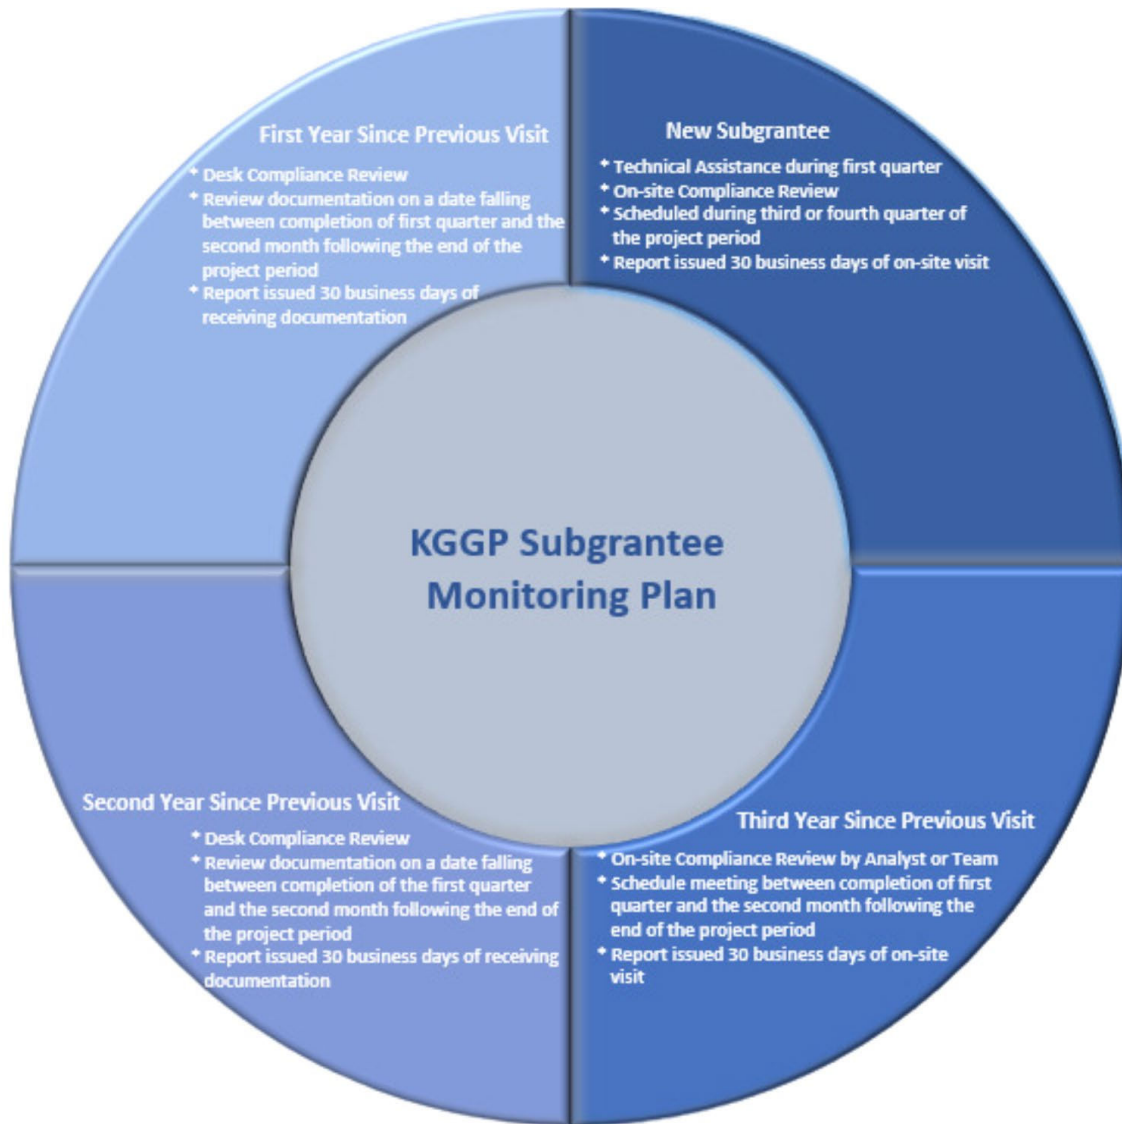 First Year Since Previous Visit
* Desk Compliance Review
* Review documentation on a date falling
between completion of first quarter and the
second month following the end of the
project period
* Report issued 30 business days of
receiving documentation
New Subgrantee
* Technical Assistance during first quarter
* On-site Compliance Review
* Scheduled during third or fourth quarter of
the project period
* Report issued 30 business days of on-site visit
KGGP Subgrantee
Monitoring Plan
Second Year Since Previous Visit
* Desk Compliance Review
* Review documentation on a date falling
between completion of the first quarter
and the second month following the end of
the project period
* Report issued 30 business days of receiving
documentation
Third Year Since Previous Visit
* On-site Compliance Review by Analyst or Team
* Schedule meeting between completion of first
quarter and the second month following the
end of the project period
* Report issued 30 business days of on-site
visit